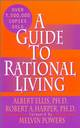 OVER
1,500,000
COPIES
SOLD
A
GUIDE
TO
RATIONAL
LIVING
ALBERT ELLIS, PH.D.
ROBERT A. HARPER, PH.D.
Foreword by
MELVIN POWERS